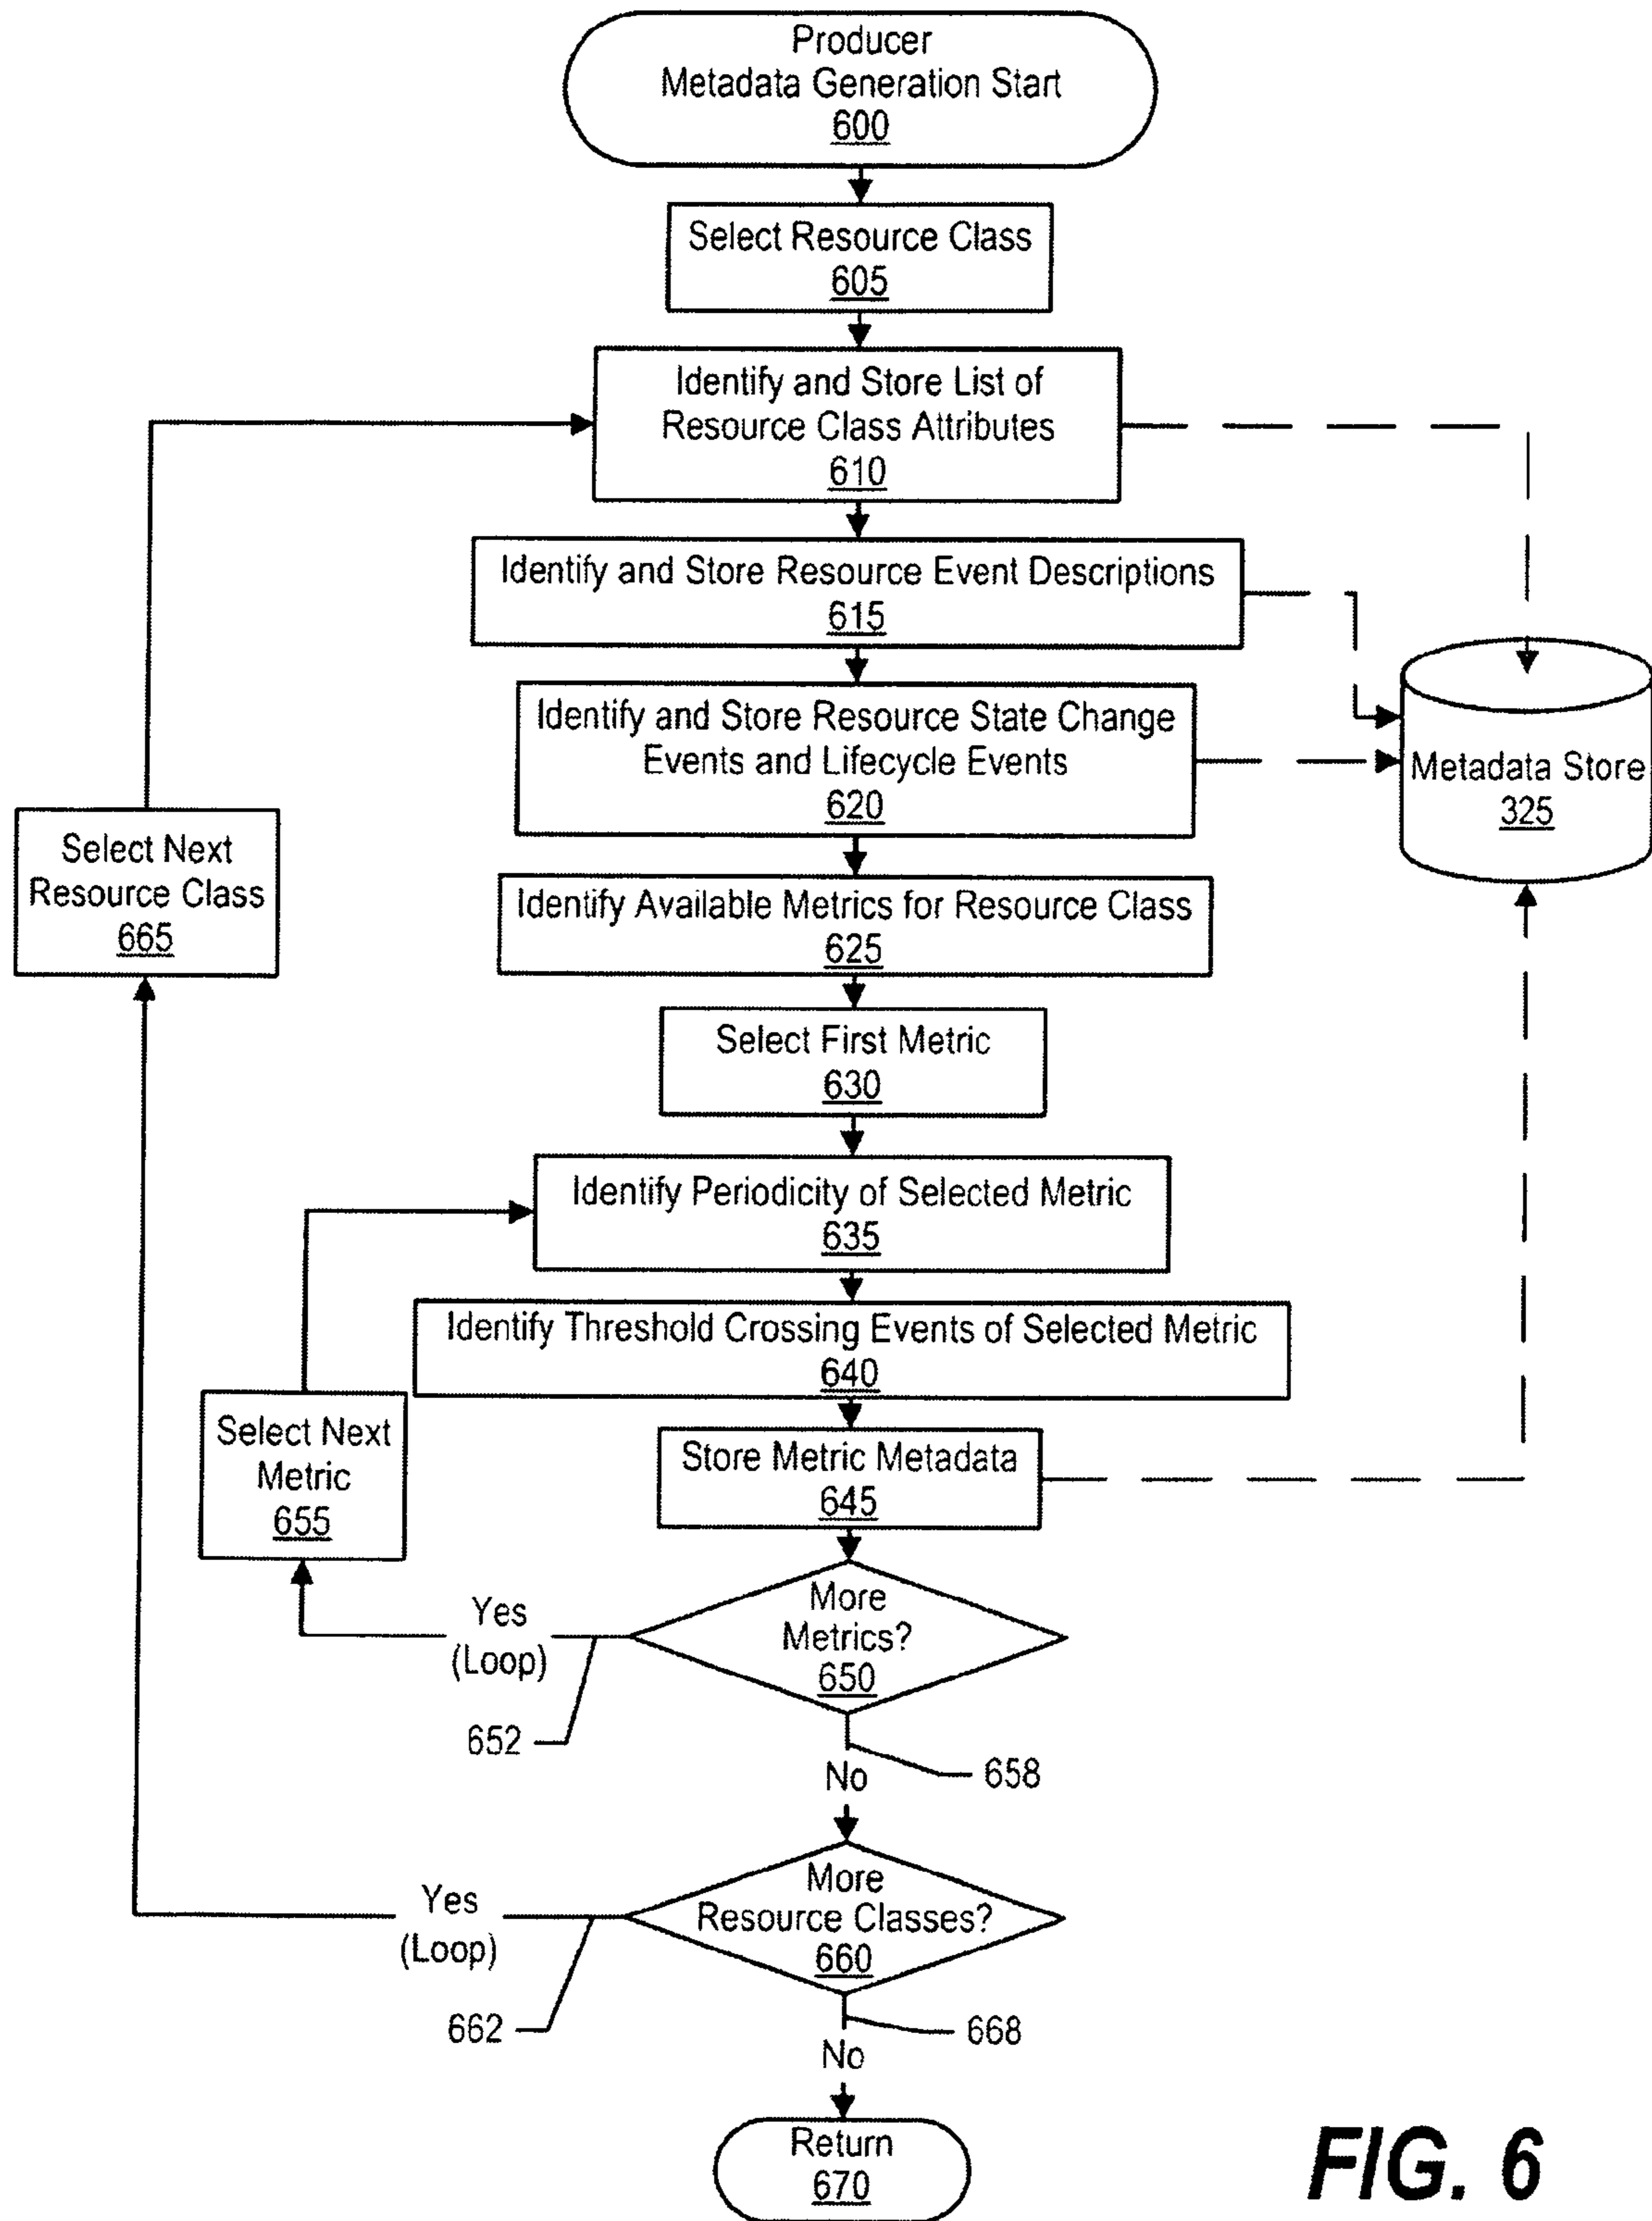 Producer
Metadata Generation Start
600
Select Resource Class
605
Identify and Store List of
Resource Class Attributes
610
Identify and Store Resource Event Descriptions
615
Identify and Store Resource State Change
Events and Lifecycle Events
620
Metadata Store
325
Select Next
Resource Class
665
Identify Available Metrics for Resource Class
625
Select First Metric
630
Identify Periodicity of Selected Metric
635
Identify Threshold Crossing Events of Selected Metric
640
Select Next
Metric
655
Store Metric Metadata
645
More
Metrics?
650
Yes
(Loop)
652
658
No
More
Resource Classes?
660
Yes
(Loop)
662
668
No
Return
670
FIG. 6